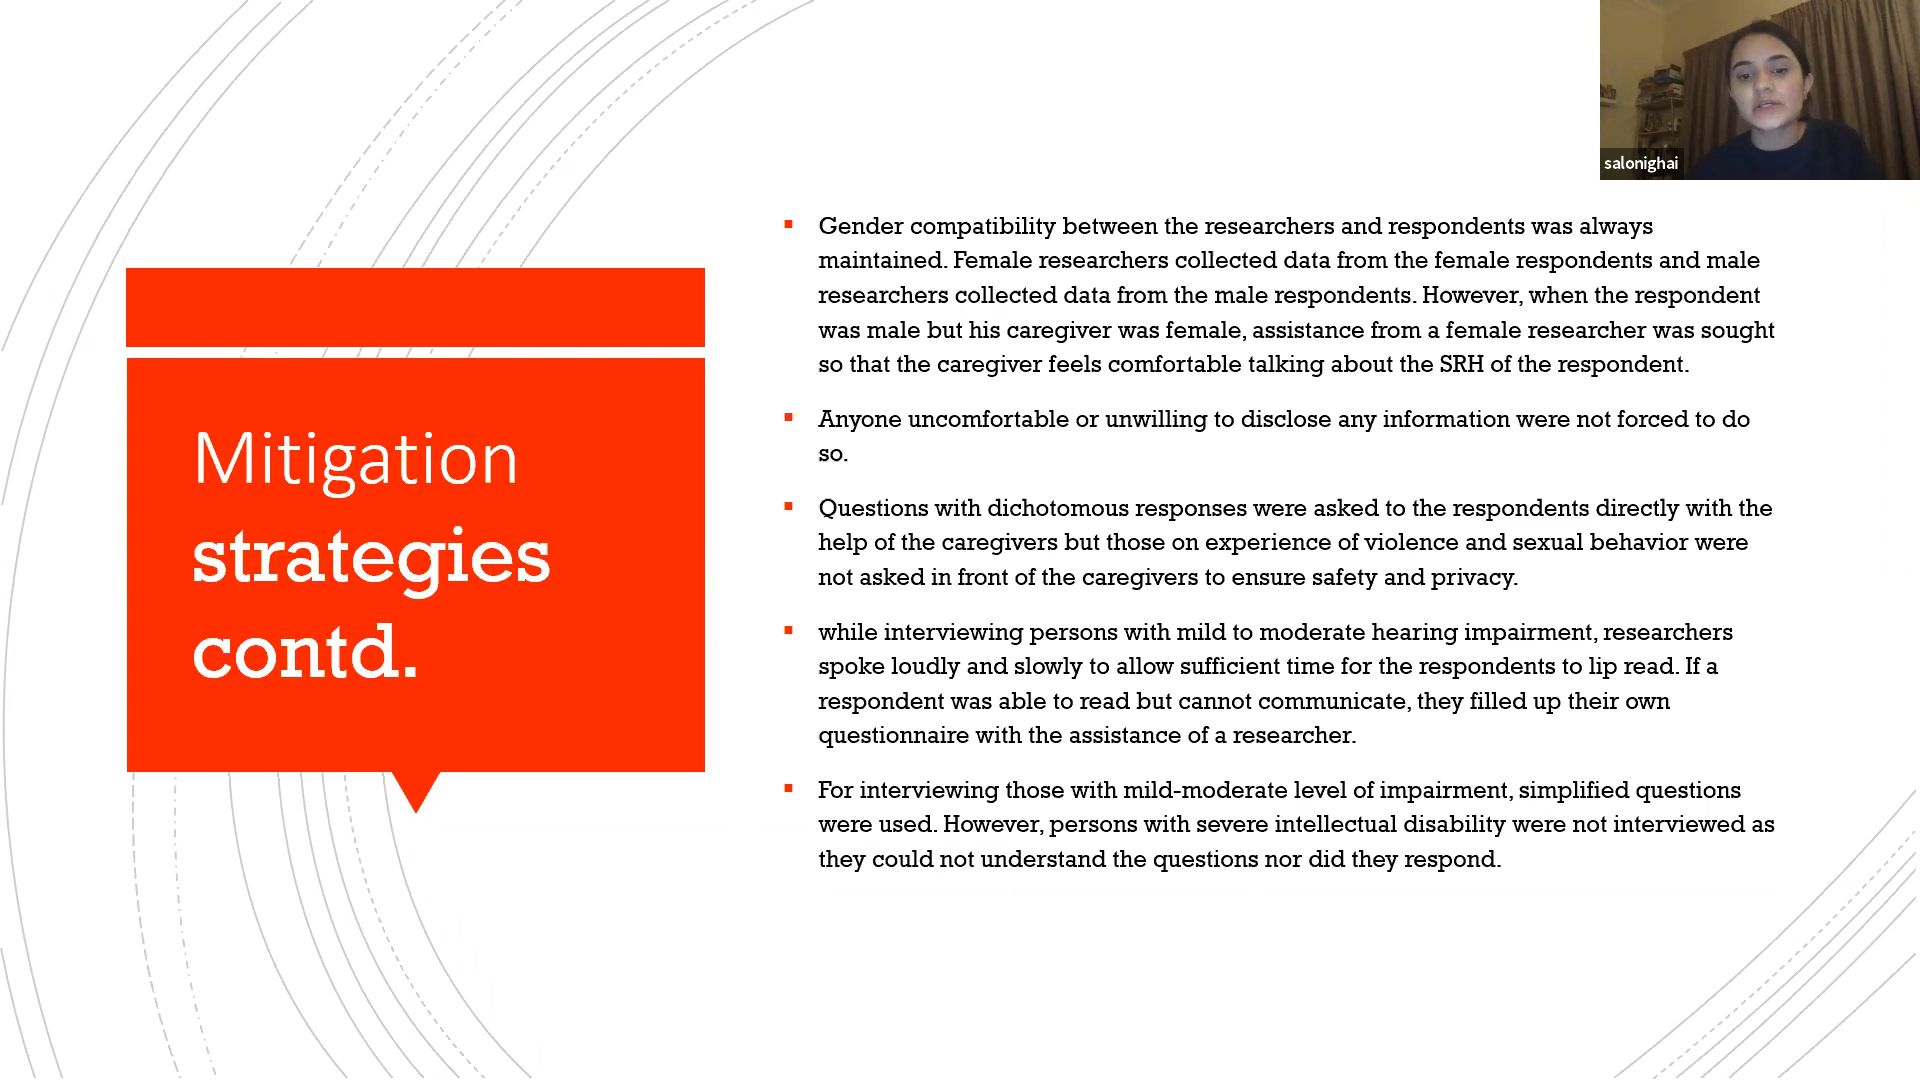 salonighai
Mitigation
strategies
contd.
Gender compatibility between the researchers and respondents was always
maintained. Female researchers collected data from the female respondents and male
researchers collected data from the male respondents. However, when the respondent
was male but his caregiver was female, assistance from a female researcher was sought
so that the caregiver feels comfortable talking about the SRH of the respondent.
Anyone uncomfortable or unwilling to disclose any information were not forced to do
so.
Questions with dichotomous responses were asked to the respondents directly with the
help of the caregivers but those on experience of violence and sexual behavior were
not asked in front of the caregivers to ensure safety and privacy.
while interviewing persons with mild to moderate hearing impairment, researchers
spoke loudly and slowly to allow sufficient time for the respondents to lip read. If a
respondent was able to read but cannot communicate, they filled up their own
questionnaire with the assistance of a researcher.
For interviewing those with mild-moderate level of impairment, simplified questions
were used. However, persons with severe intellectual disability were not interviewed as
they could not understand the questions nor did they respond.